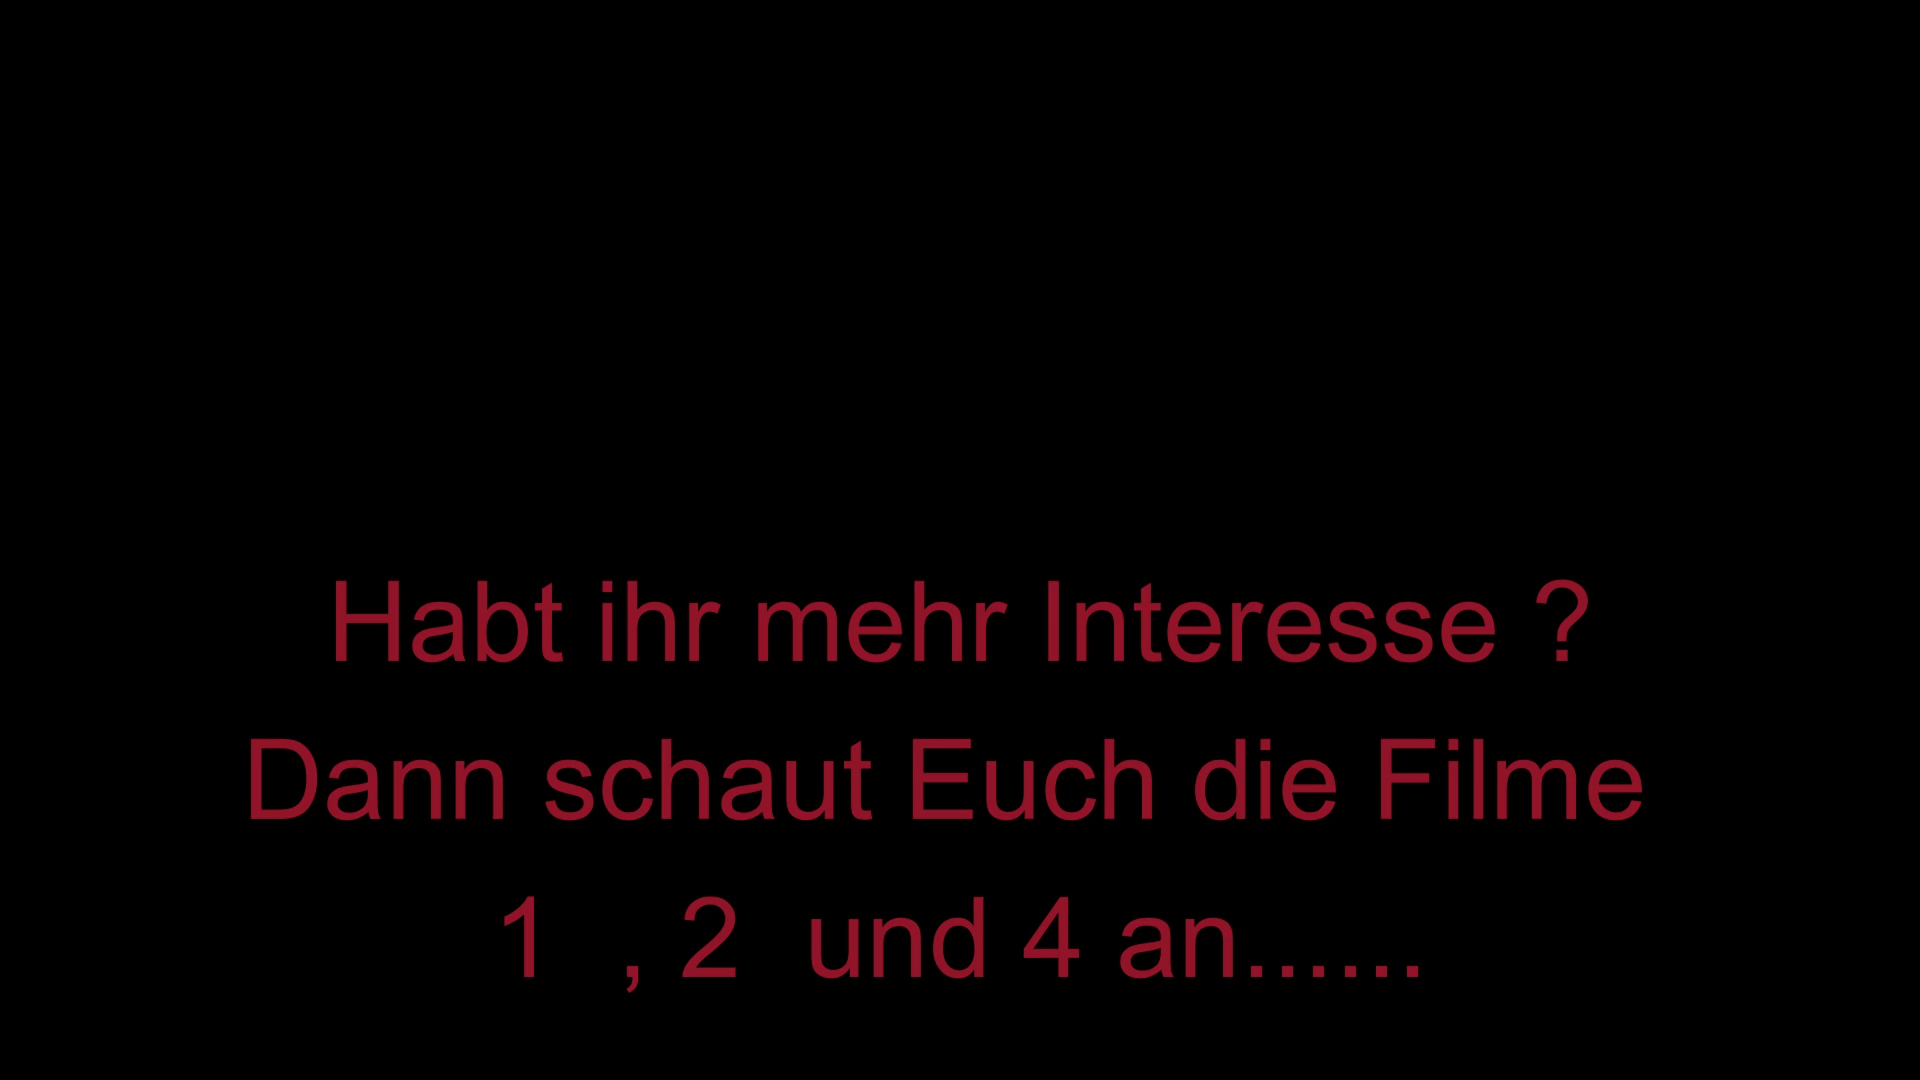 Habt ihr mehr Interesse ?
Dann schaut Euch die Filme
1 , 2 und 4 an......